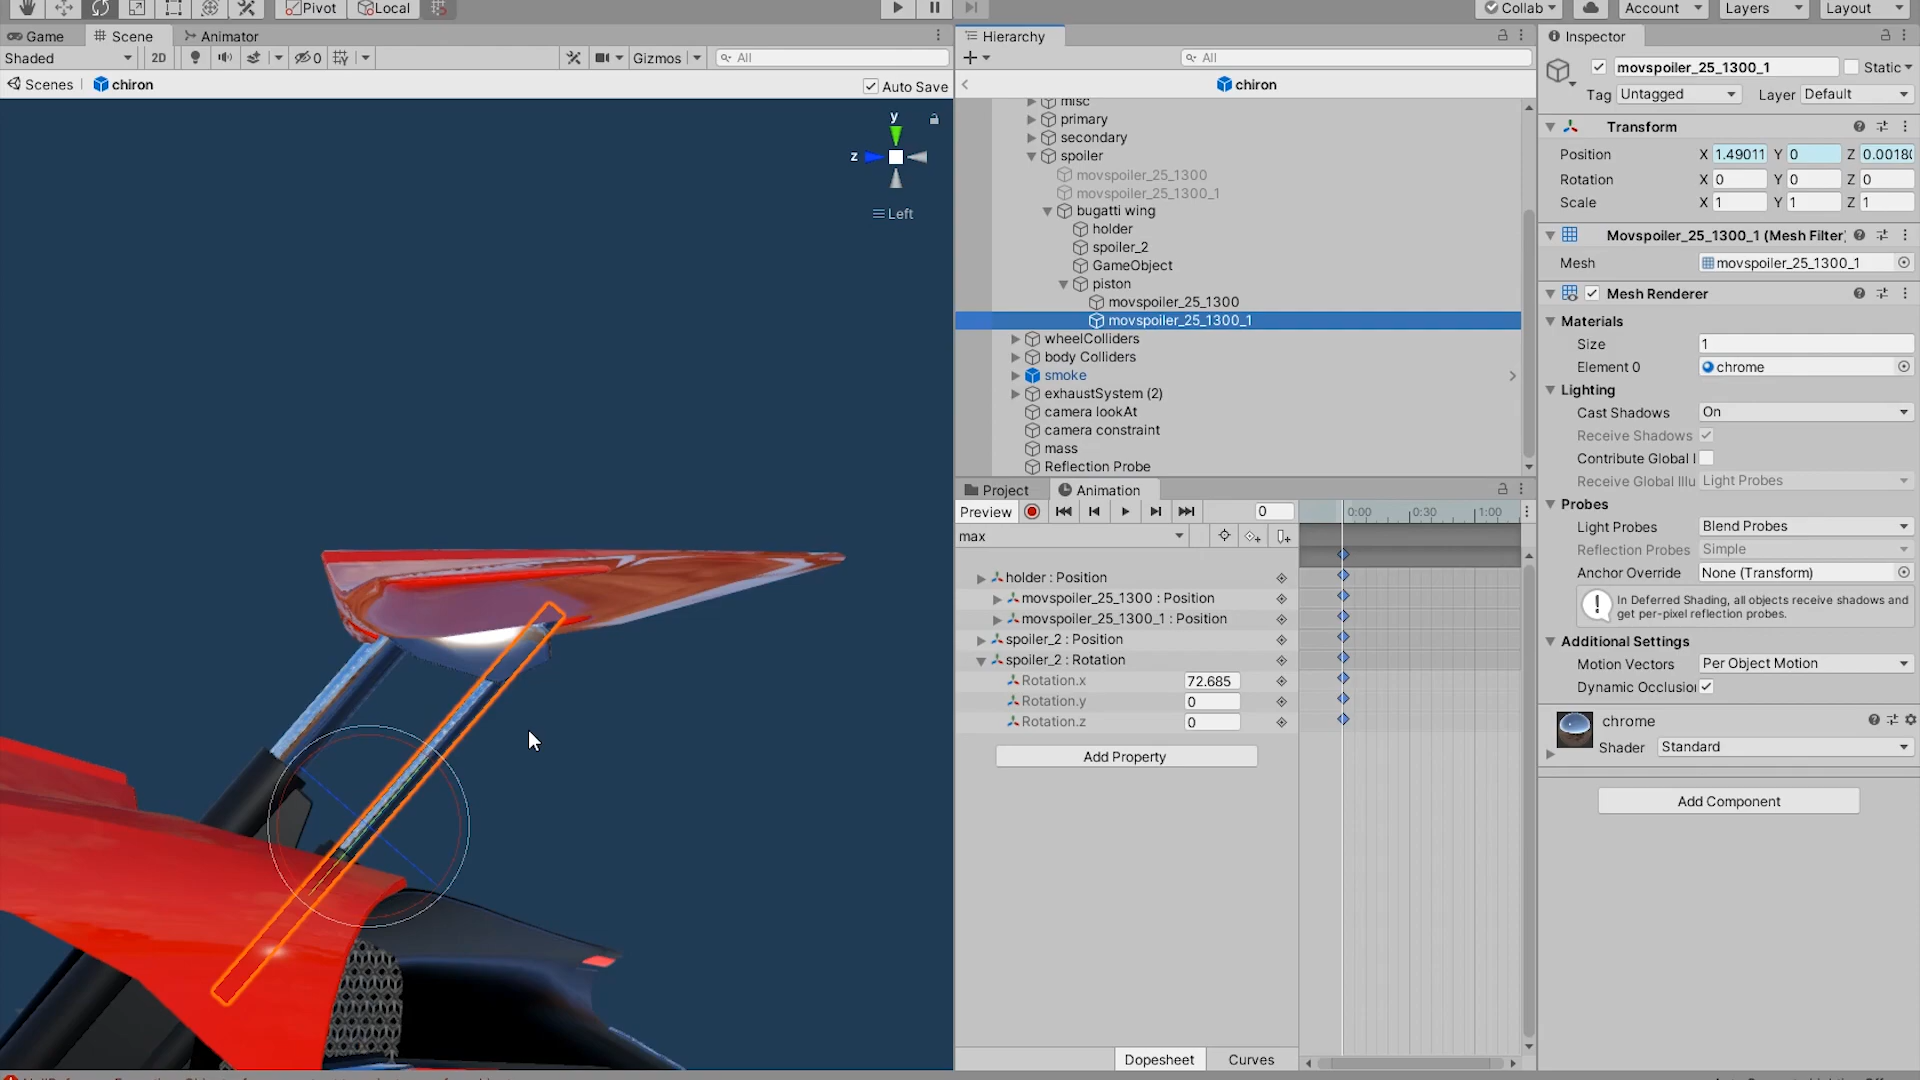 Pivot
Local
Collab
Account
Layers
Layout
Game
Scene
Animator
Shaded
2D
0
Gizmos
All
Scenes
chiron
Auto Save
y
z
Left
Hierarchy
All
chiron
misc
primary
secondary
spoiler
movspoiler_25_1300
movspoiler_25_1300_1
bugatti wing
holder
spoiler_2
GameObject
piston
movspoiler_25_1300
movspoiler_25_1300_1
wheelColliders
body Colliders
smoke
exhaustSystem (2)
camera lookAt
camera constraint
mass
Reflection Probe
Project
Animation
Preview
0
0:00
0:30
1:00
max
holder : Position
movspoiler_25_1300 : Position
movspoiler_25_1300_1 : Position
spoiler_2 : Position
spoiler_2 : Rotation
Rotation.x 72.685
Rotation.y 0
Rotation.z 0
Add Property
Dopesheet
Curves
Inspector
movspoiler_25_1300_1
Static
Tag Untagged Layer Default
Transform
Position X 1.49011 Y 0 Z 0.0018
Rotation X 0 Y 0 Z 0
Scale X 1 Y 1 Z 1
Movspoiler_25_1300_1 (Mesh Filter)
Mesh movspoiler_25_1300_1
Mesh Renderer
Materials
Size 1
Element 0 chrome
Lighting
Cast Shadows On
Receive Shadows
Contribute Global I
Receive Global Illu Light Probes
Probes
Light Probes Blend Probes
Reflection Probes Simple
Anchor Override None (Transform)
In Deferred Shading, all objects receive shadows and
get per-pixel reflection probes.
Additional Settings
Motion Vectors Per Object Motion
Dynamic Occlusion
chrome
Shader Standard
Add Component